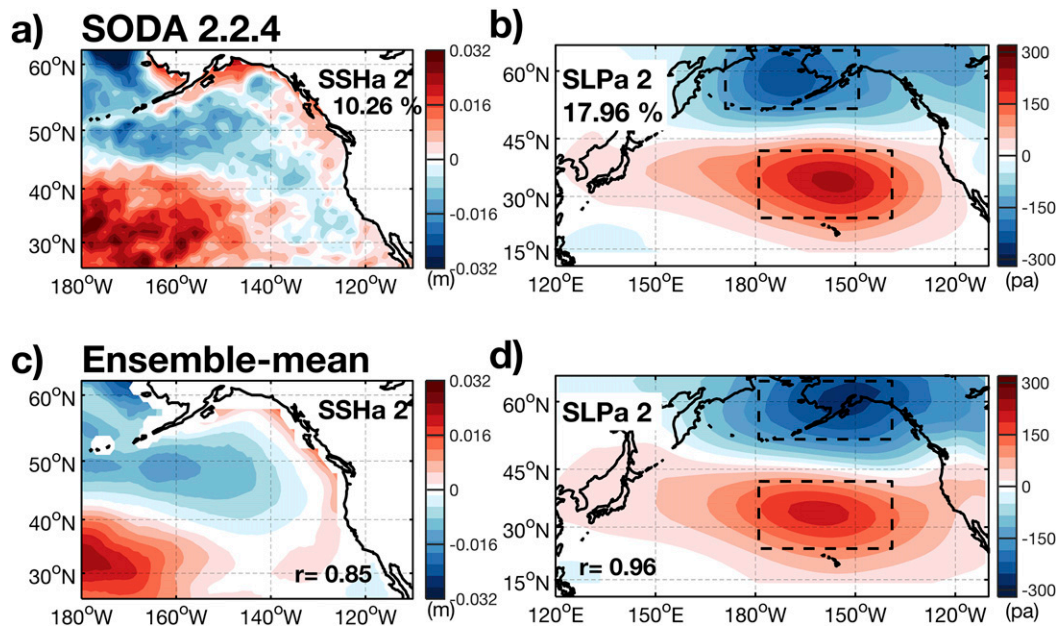 a) SODA 2.2.4
60°N
50°N
40°N
30°N
180°W 160°W 140°W 120°W
SSHa 2
10.26 %
0.032
0.016
0
-0.016
-0.032
(m)
b)
60°N
45°N
30°N
15°N
120°E 150°E 180°W 150°W 120°W
SLPa 2
17.96 %
300
150
0
-150
-300
(pa)
c) Ensemble-mean
60°N
50°N
40°N
30°N
180°W 160°W 140°W 120°W
SSHa 2
r= 0.85
0.032
0.016
0
-0.016
-0.032
(m)
d)
60°N
45°N
30°N
15°N
120°E 150°E 180°W 150°W 120°W
SLPa 2
r= 0.96
300
150
0
-150
-300
(pa)